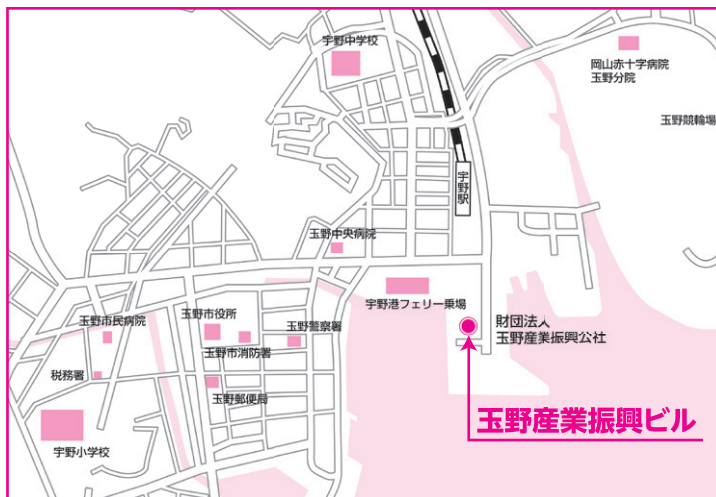 宇野中学校
岡山赤十字病院
玉野分院
玉野競輪場
宇野駅
玉野中央病院
宇野港フェリー乗場
玉野市民病院
玉野市役所
玉野警察署
玉野市消防署
財団法人
玉野産業振興公社
税務署
玉野郵便局
玉野産業振興ビル
宇野小学校